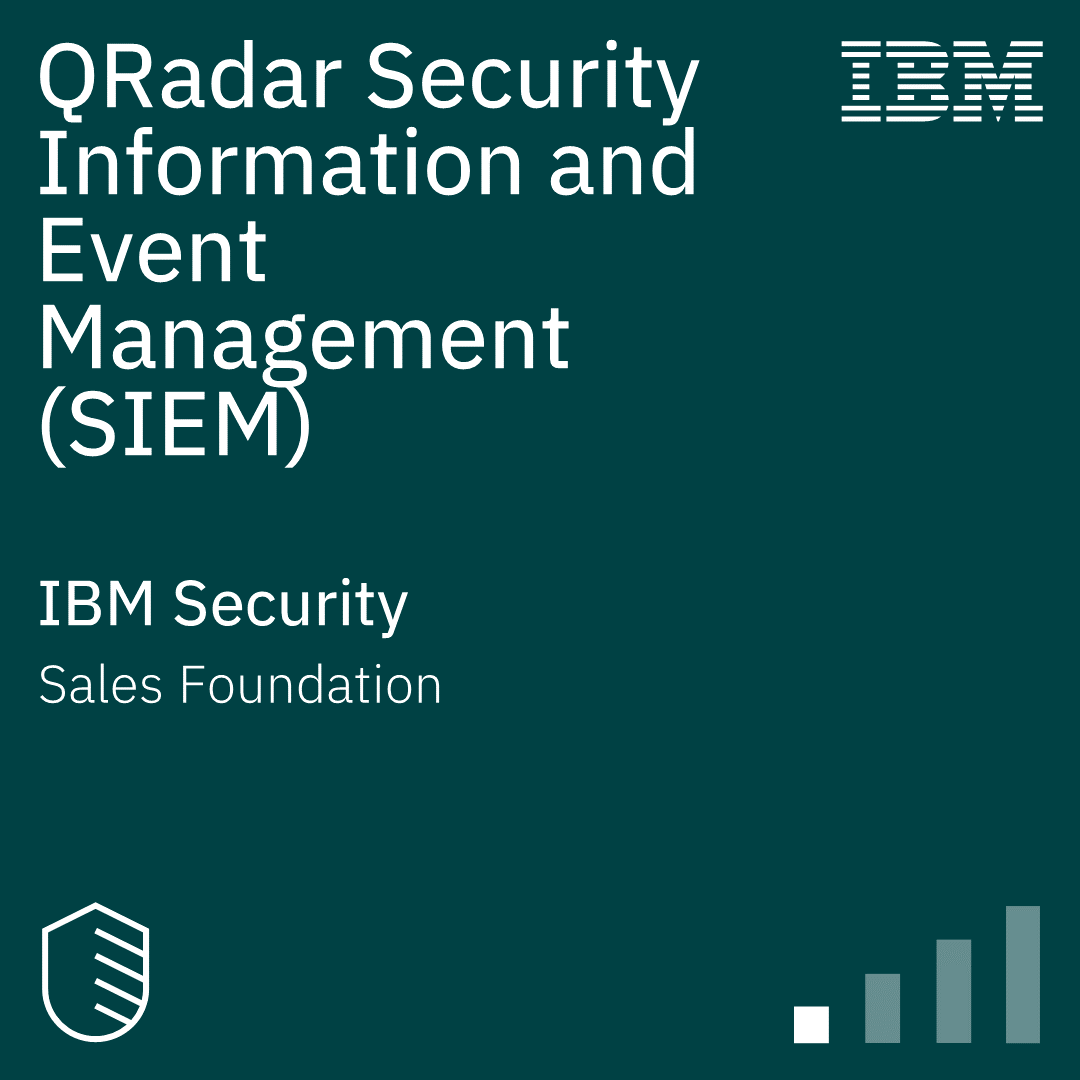 QRadar Security
Information and
Event
Management
(SIEM)
IBM
IBM Security
Sales Foundation